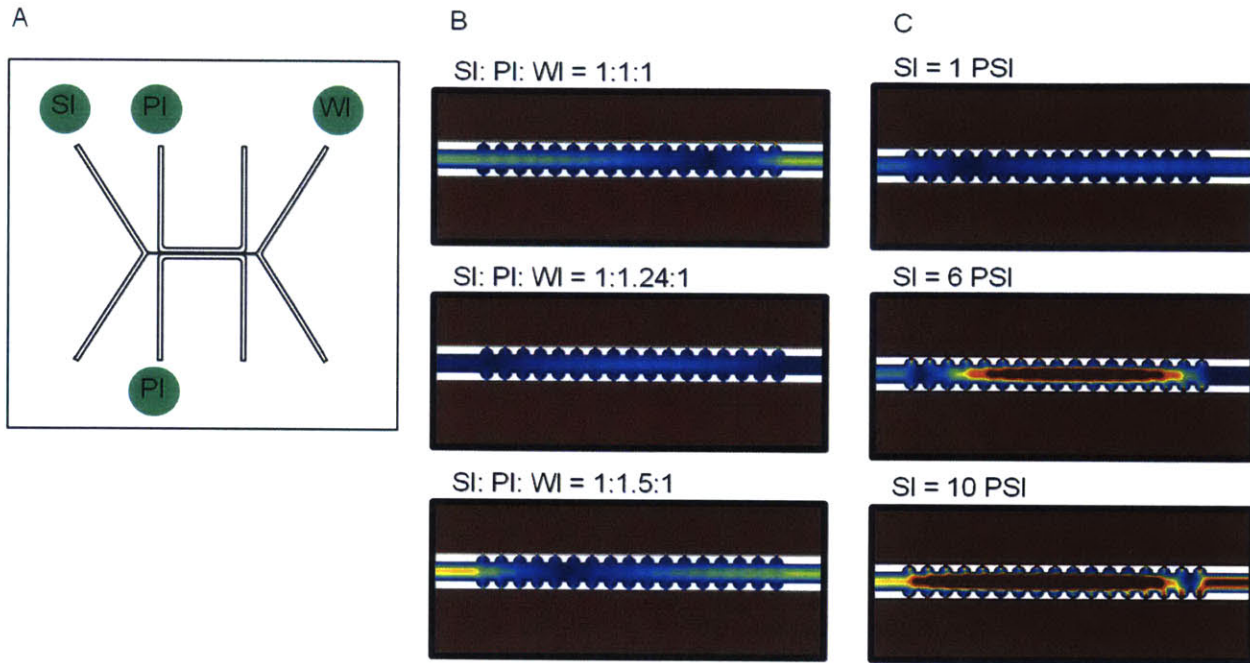 A
SI
PI
WI
PI
B
SI: PI: WI = 1:1:1
SI: PI: WI = 1:1.24:1
SI: PI: WI = 1:1.5:1
C
SI = 1 PSI
SI = 6 PSI
SI = 10 PSI